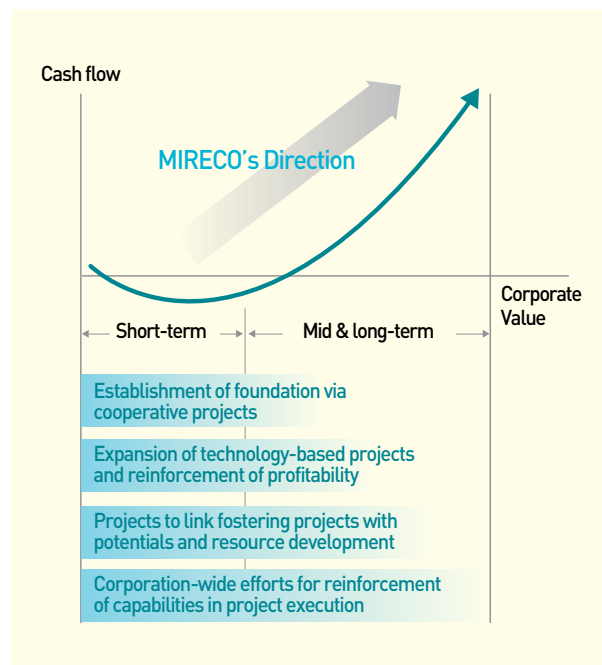 Cash flow
MIRECO's Direction
Corporate
Value
Short-term
Mid & long-term
Establishment of foundation via
cooperative projects
Expansion of technology-based projects
and reinforcement of profitability
Projects to link fostering projects with
potentials and resource development
Corporation-wide efforts for reinforcement
of capabilities in project execution